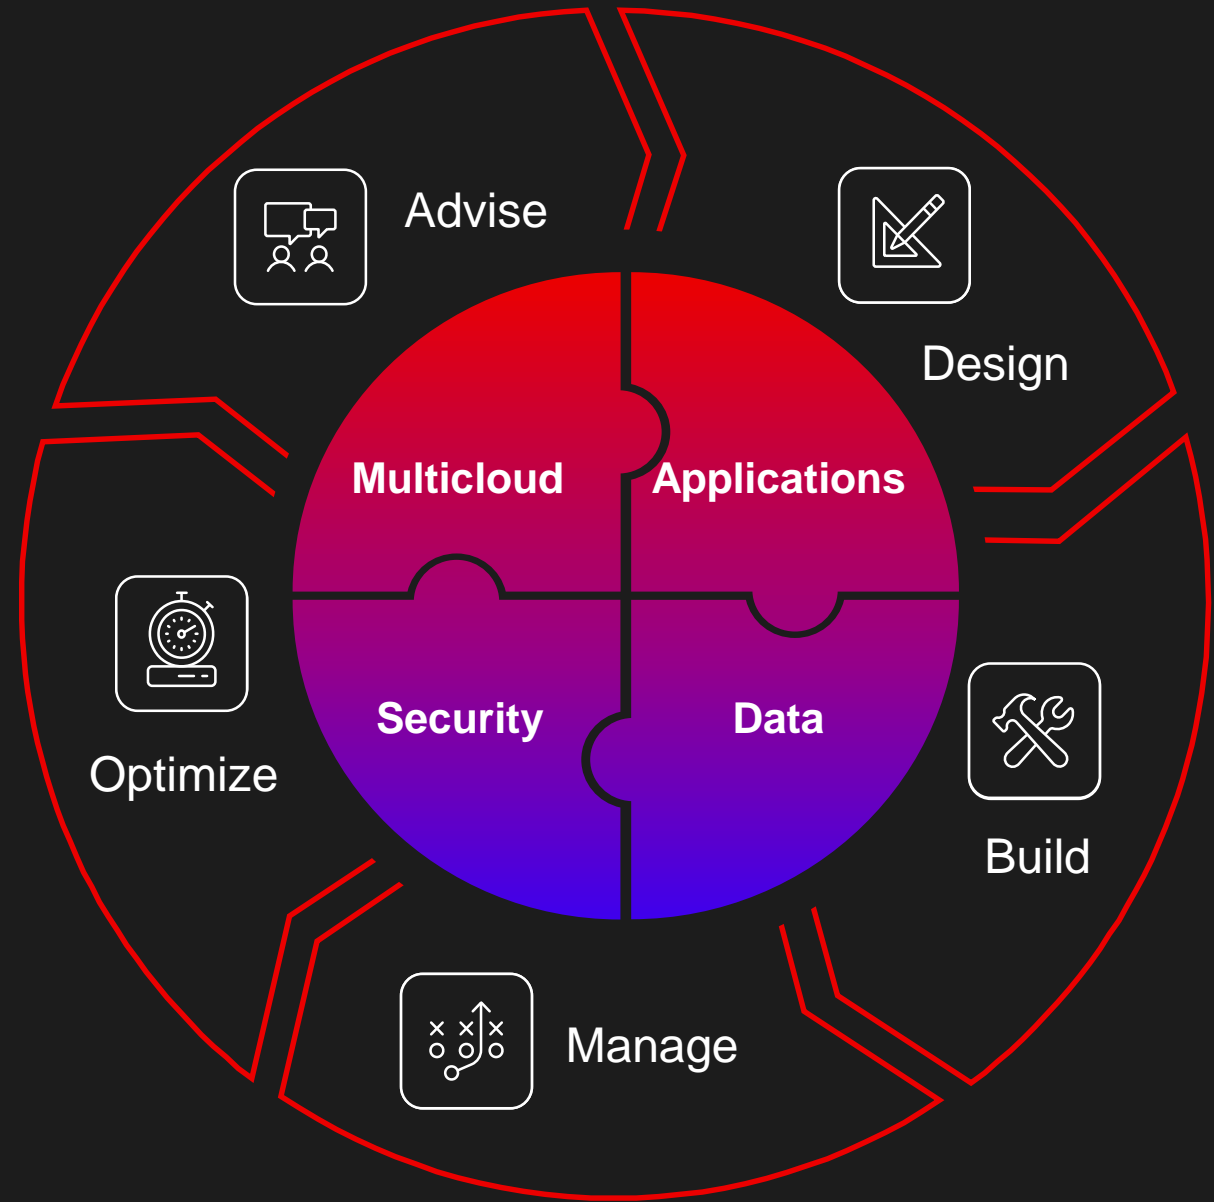 Advise
Design
Multicloud
Applications
Security
Data
Optimize
Build
Manage